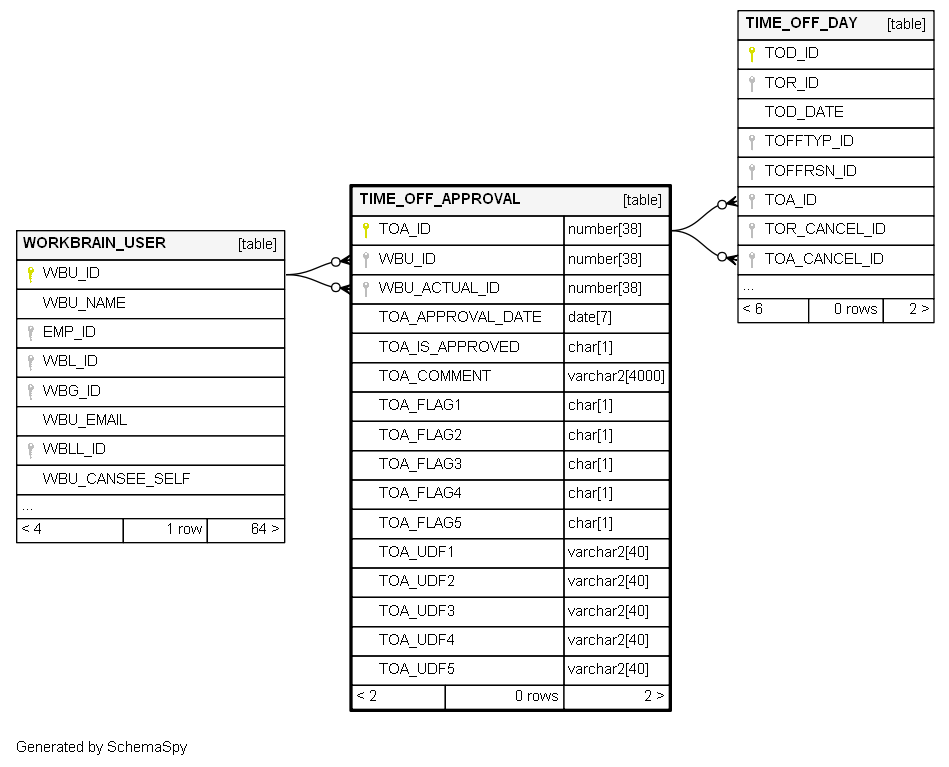 TIME_OFF_DAY [table]
TOD_ID
TOR_ID
TOD_DATE
TOFFTYP_ID
TOFFRSN_ID
TOA_ID
TOR_CANCEL_ID
TOA_CANCEL_ID
...
< 6 0 rows 2 >
TIME_OFF_APPROVAL [table]
TOA_ID number[38]
WBU_ID number[38]
WBU_ACTUAL_ID number[38]
TOA_APPROVAL_DATE date[7]
TOA_IS_APPROVED char[1]
TOA_COMMENT varchar2[4000]
TOA_FLAG1 char[1]
TOA_FLAG2 char[1]
TOA_FLAG3 char[1]
TOA_FLAG4 char[1]
TOA_FLAG5 char[1]
TOA_UDF1 varchar2[40]
TOA_UDF2 varchar2[40]
TOA_UDF3 varchar2[40]
TOA_UDF4 varchar2[40]
TOA_UDF5 varchar2[40]
< 2 0 rows 2 >
WORKBRAIN_USER [table]
WBU_ID
WBU_NAME
EMP_ID
WBL_ID
WBG_ID
WBU_EMAIL
WBLL_ID
WBU_CANSEE_SELF
...
< 4 1 row 64 >
Generated by SchemaSpy